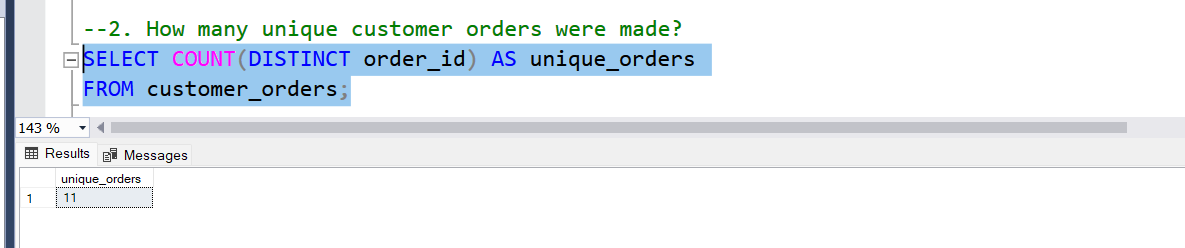 --2. How many unique customer orders were made?
SELECT COUNT(DISTINCT order_id) AS unique_orders
FROM customer_orders;
143 %
Results Messages
unique_orders
1 11